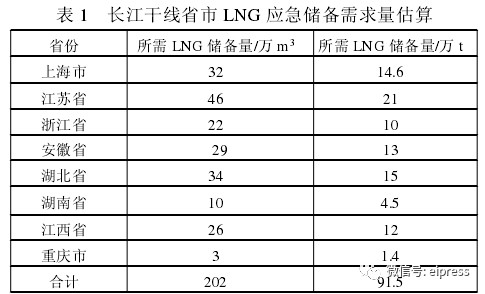 表 1 长江干线省市 LNG 应急储备需求量估算
省份 所需 LNG 储备量/万 m³ 所需 LNG 储备量/万 t
上海市 32 14.6
江苏省 46 21
浙江省 22 10
安徽省 29 13
湖北省 34 15
湖南省 10 4.5
江西省 26 12
重庆市 3 1.4
合计 202 91.5
微信号: elpress